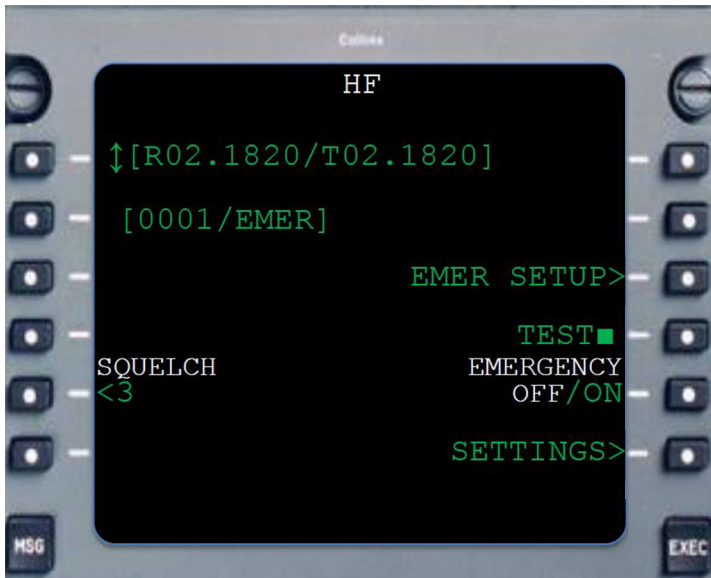 Collins
HF
↕[R02.1820/T02.1820]
[0001/EMER]
EMER SETUP>
TEST■
SQUELCH EMERGENCY
<3 OFF/ON
SETTINGS>
MSG EXEC